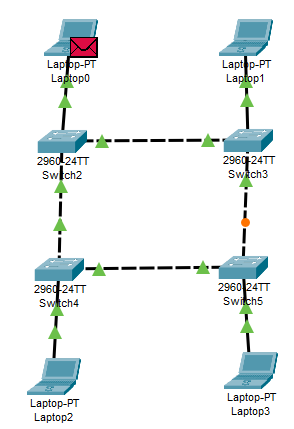 Laptop-PT
Laptop0
Laptop-PT
Laptop1
2960-24TT
Switch2
2960-24TT
Switch3
2960-24TT
Switch4
2960-24TT
Switch5
Laptop-PT
Laptop2
Laptop-PT
Laptop3